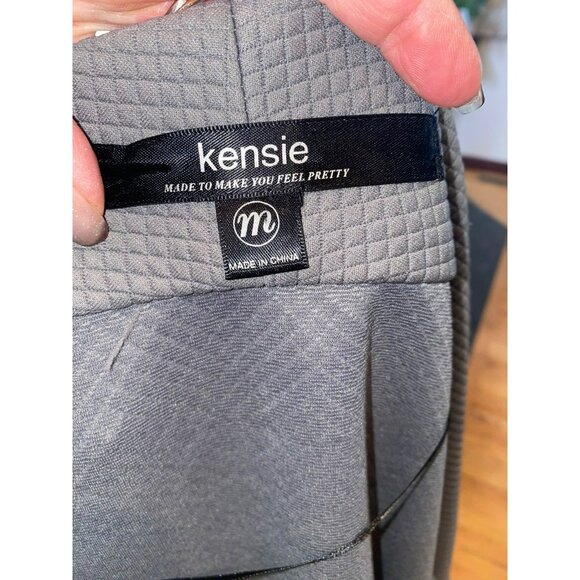 kensie
MADE TO MAKE YOU FEEL PRETTY
m
MADE IN CHINA